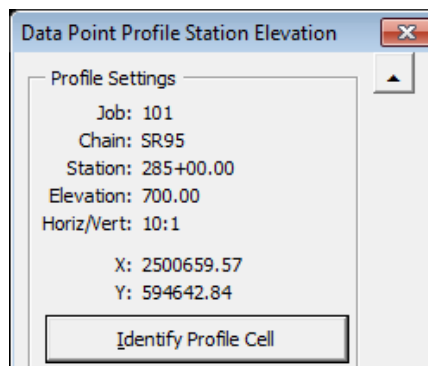 Data Point Profile Station Elevation
Profile Settings
Job: 101
Chain: SR95
Station: 285+00.00
Elevation: 700.00
Horiz/Vert: 10:1
X: 2500659.57
Y: 594642.84
Identify Profile Cell